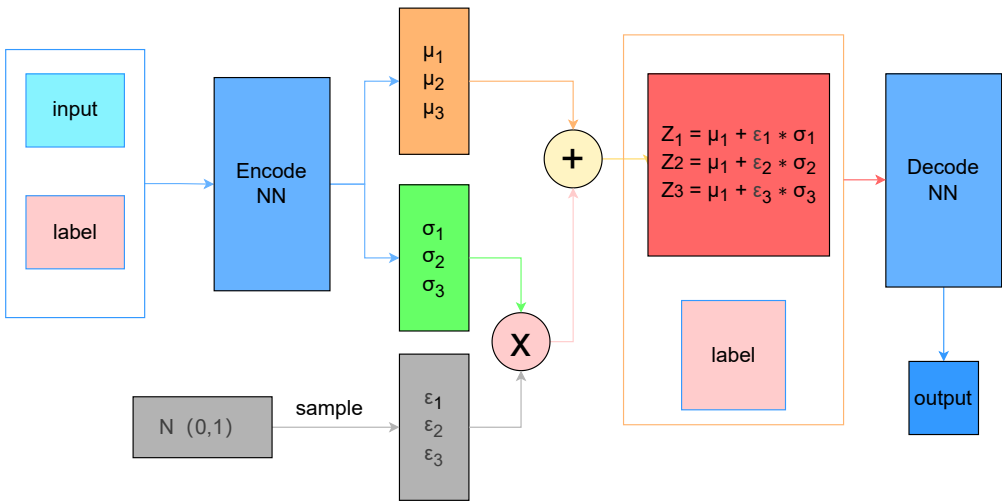 input
label
Encode
NN
μ₁
μ₂
μ₃
σ₁
σ₂
σ₃
N (0,1)
sample
ε₁
ε₂
ε₃
X
+
Z₁ = μ₁ + ε₁ * σ₁
Z2 = μ₁ + ε₂ * σ₂
Z3 = μ₁ + ε₃ * σ₃
label
Decode
NN
output